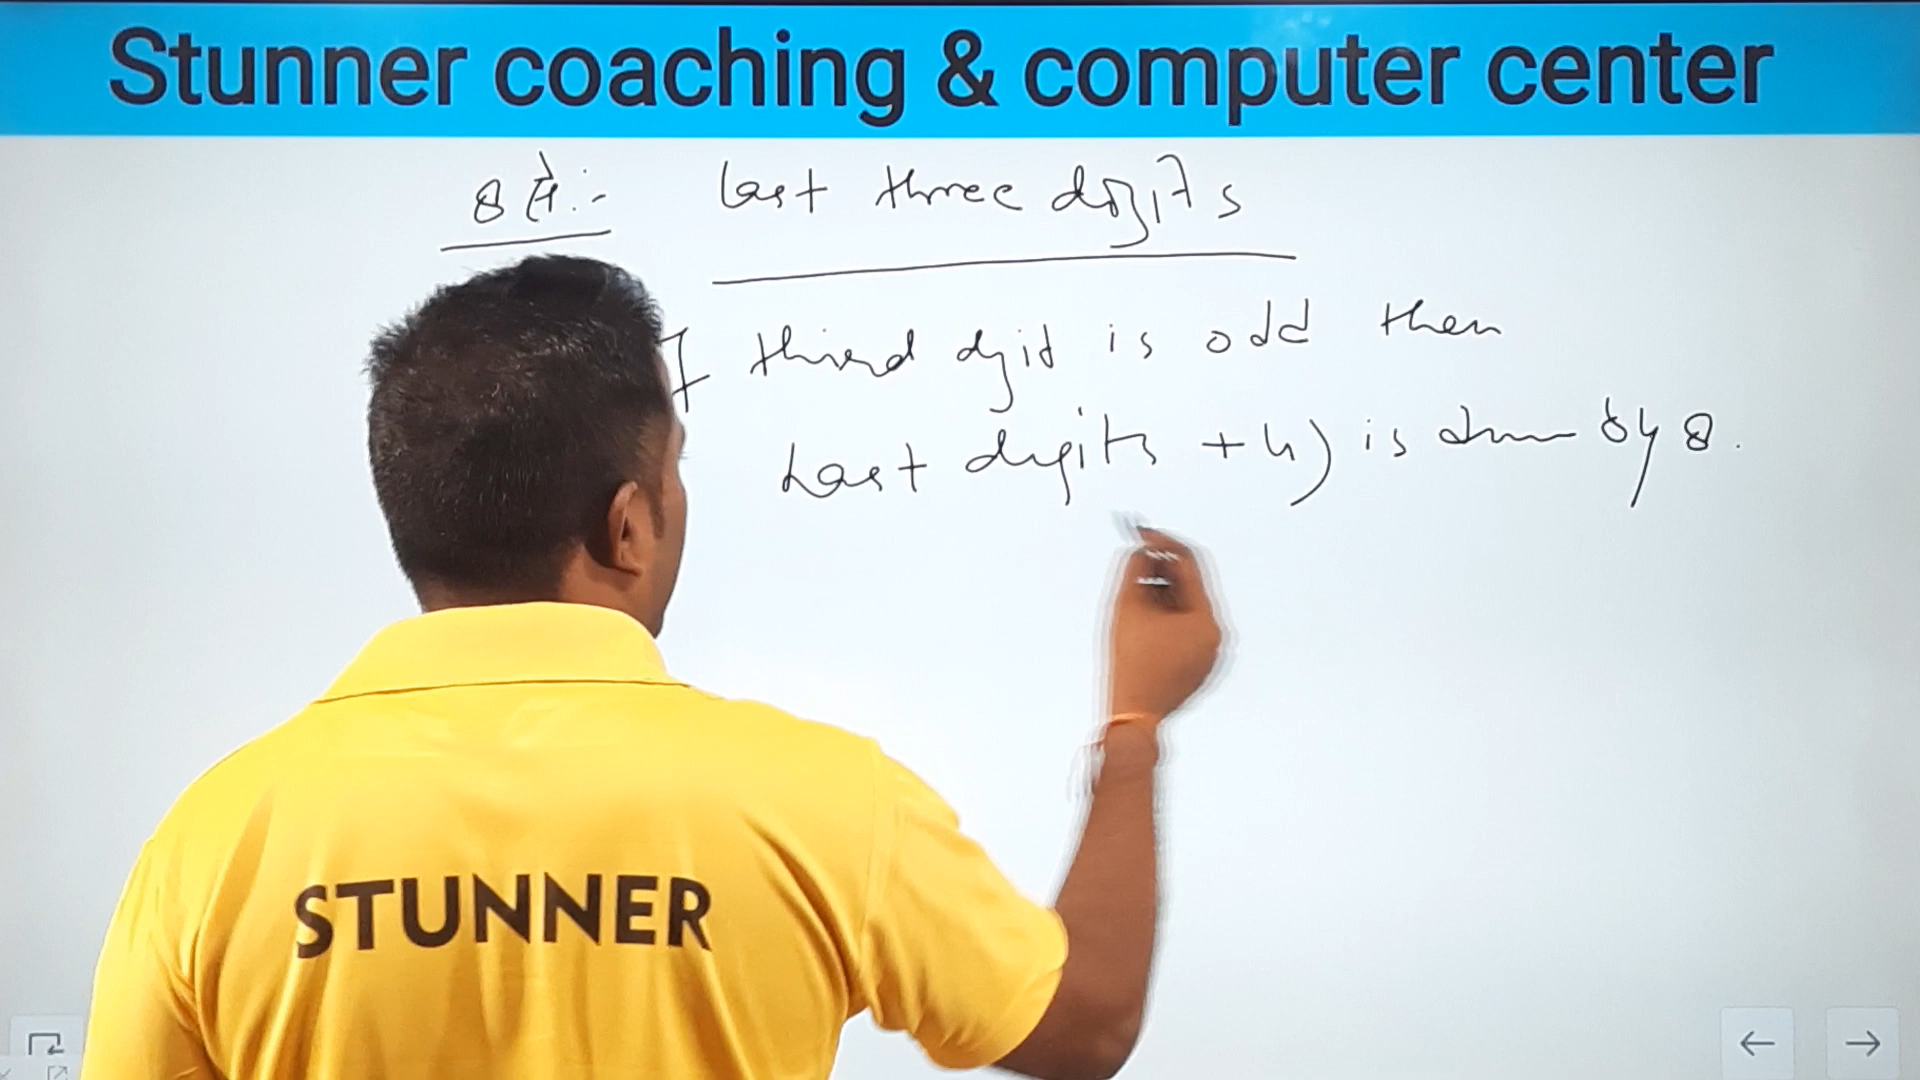 Stunner coaching & computer center
8 से:- last three digits
If third digit is odd then
Last digits + 4) is by 8.
STUNNER